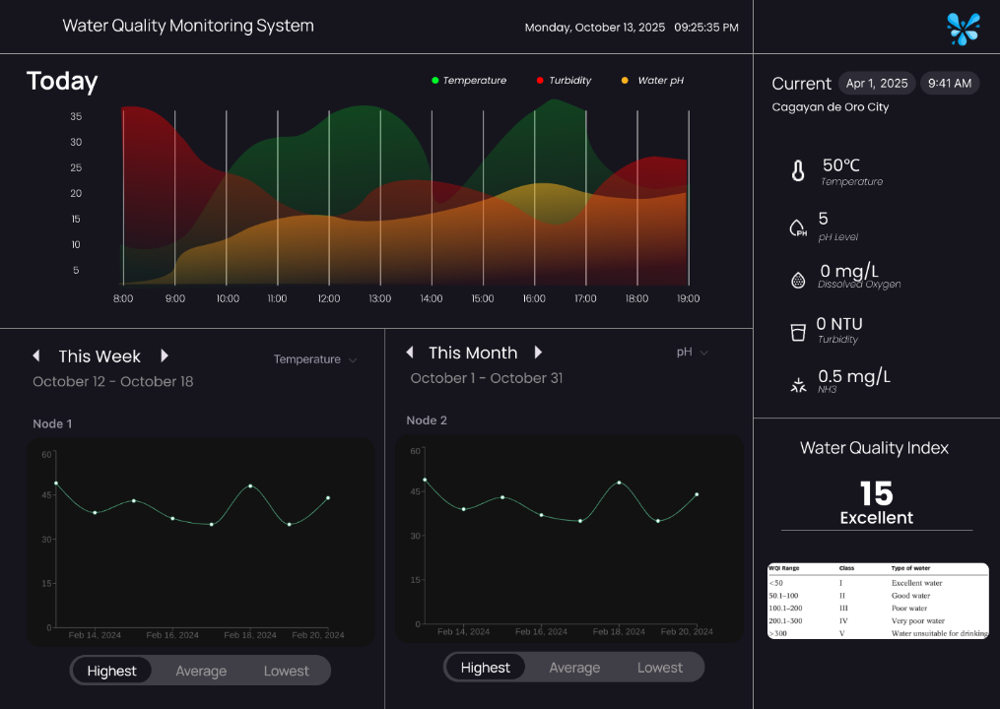 Water Quality Monitoring System
Monday, October 13, 2025 09:25:35 PM
Today
Temperature Turbidity Water pH
35
30
25
20
15
10
5
8:00 9:00 10:00 11:00 12:00 13:00 14:00 15:00 16:00 17:00 18:00 19:00
This Week
Temperature
October 12 - October 18
Node 1
60
45
30
15
0
Feb 14, 2024 Feb 16, 2024 Feb 18, 2024 Feb 20, 2024
Highest Average Lowest
This Month
pH
October 1 - October 31
Node 2
60
45
30
15
0
Feb 14, 2024 Feb 16, 2024 Feb 18, 2024 Feb 20, 2024
Highest Average Lowest
Current Apr 1, 2025 9:41 AM
Cagayan de Oro City
50°C
Temperature
5
PH
pH Level
0 mg/L
Dissolved Oxygen
0 NTU
Turbidity
0.5 mg/L
NH3
Water Quality Index
15
Excellent
WQI Range Class Type of water
<50 I Excellent water
50.1–100 II Good water
100.1–200 III Poor water
200.1–300 IV Very poor water
>300 V Water unsuitable for drinking